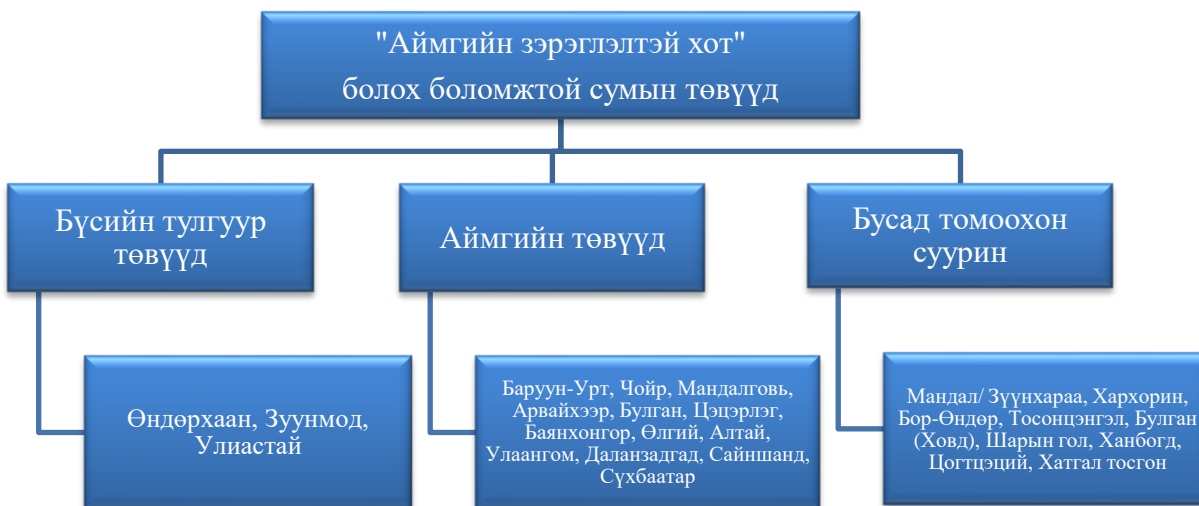 "Аймгийн зэрэглэлтэй хот"
болох боломжтой сумын төвүүд
Бүсийн тулгуур
төвүүд
Аймгийн төвүүд
Бусад томоохон
суурин
Өндөрхаан, Зуунмод,
Улиастай
Баруун-Урт, Чойр, Мандалговь,
Арвайхээр, Булган, Цэцэрлэг,
Баянхонгор, Өлгий, Алтай,
Улаангом, Даланзадгад, Сайншанд,
Сүхбаатар
Мандал/ Зүүнхараа, Хархорин,
Бор-Өндөр, Тосонцэнгэл, Булган
(Ховд), Шарын гол, Ханбогд,
Цогтцэций, Хатгал тосгон